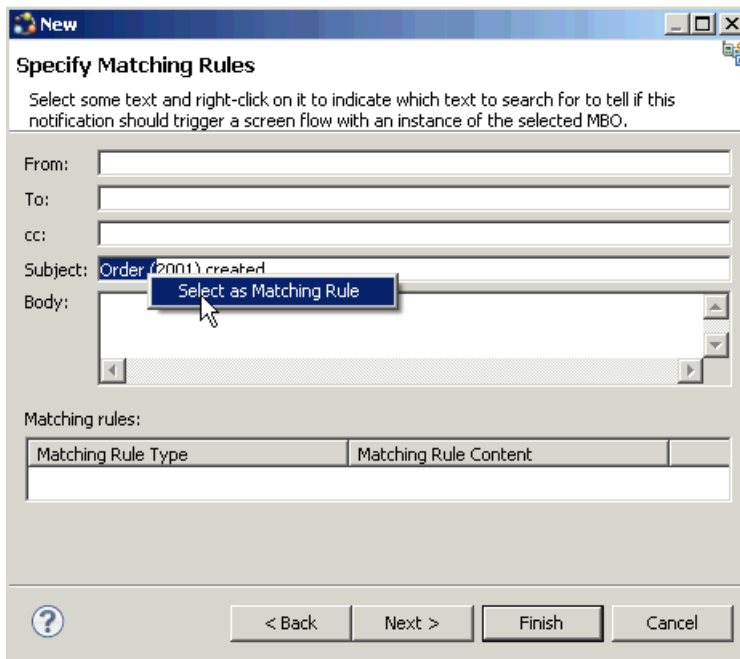 New
Specify Matching Rules
Select some text and right-click on it to indicate which text to search for to tell if this
notification should trigger a screen flow with an instance of the selected MBO.
From:
To:
cc:
Subject: Order (2001) created
Select as Matching Rule
Body:
Matching rules:
Matching Rule Type Matching Rule Content
? < Back Next > Finish Cancel